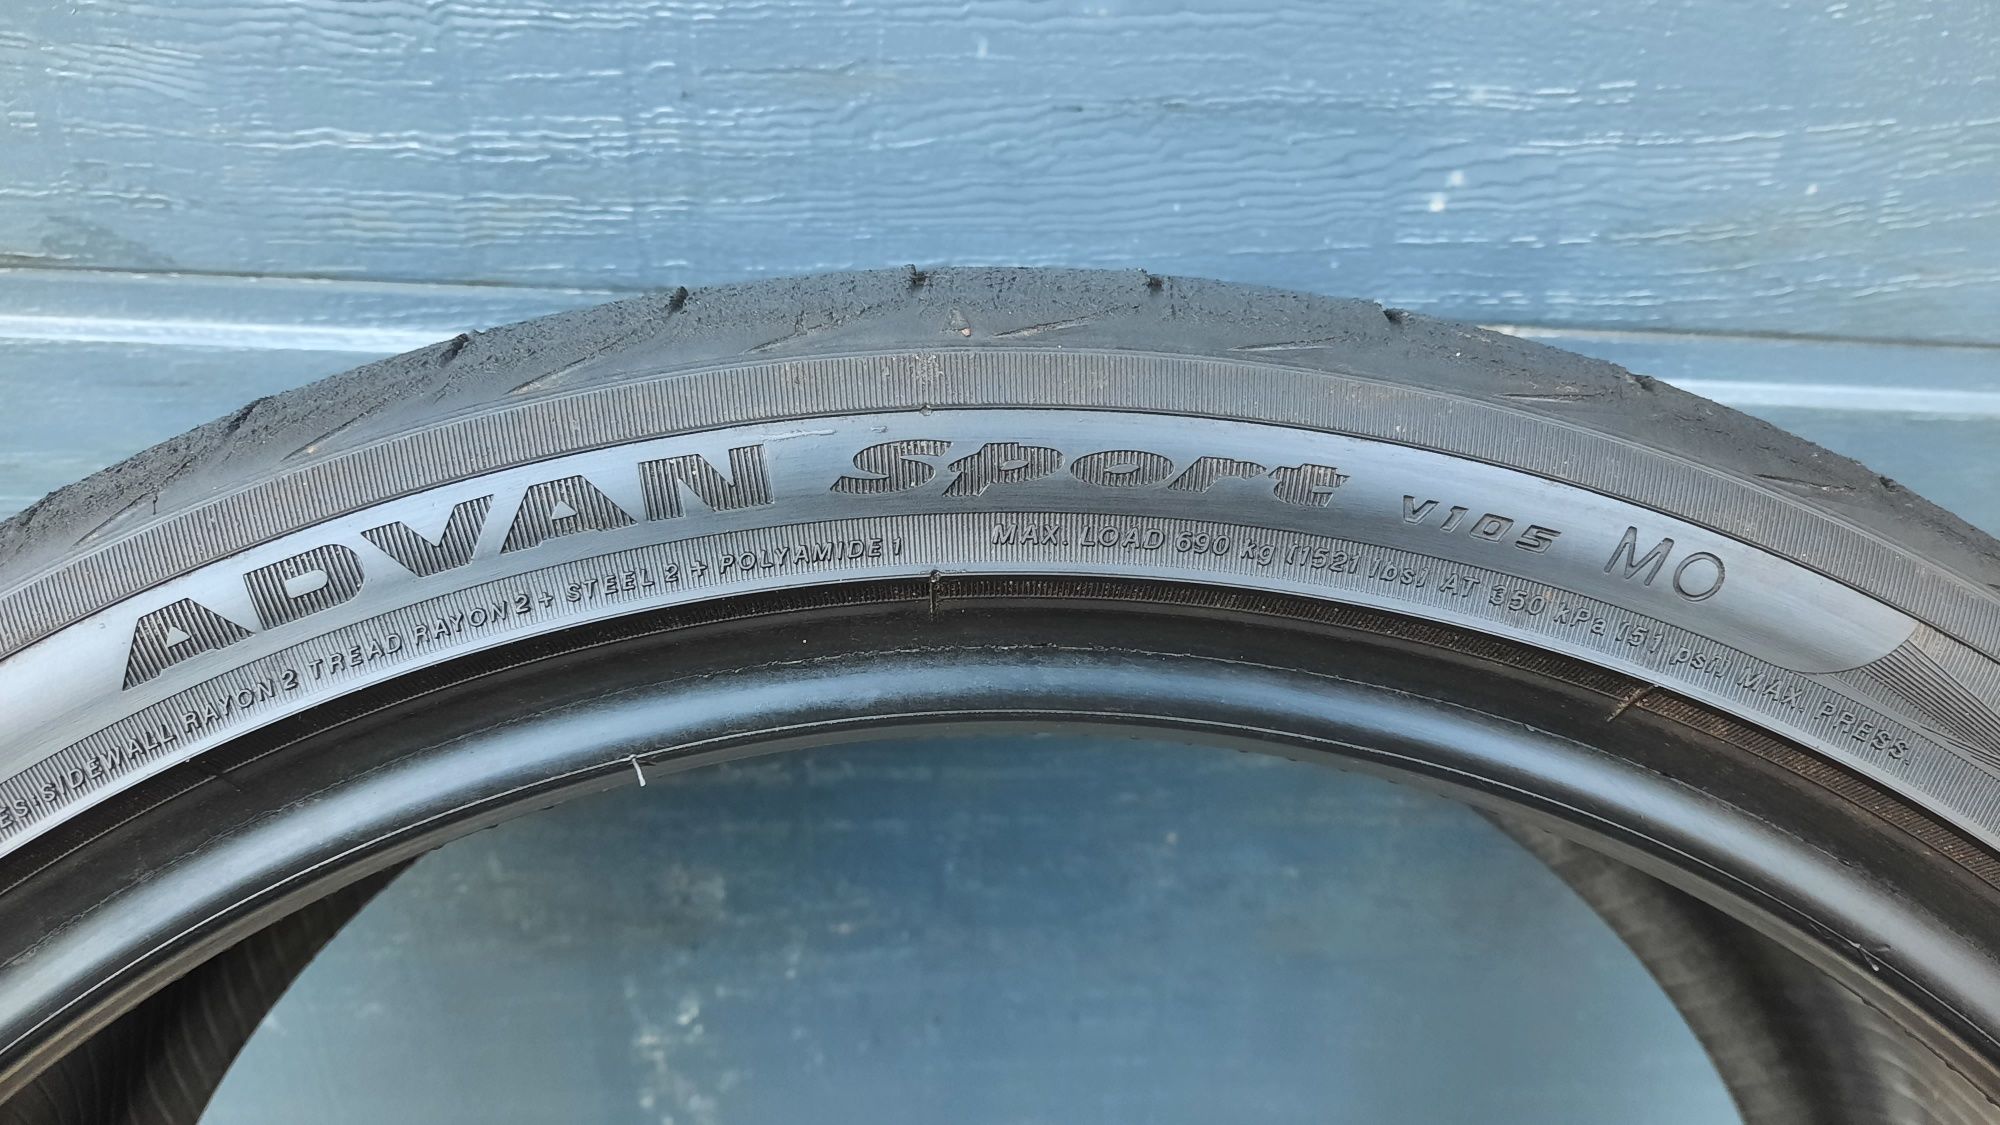 ADVAN Sport V105 MO
ES:SIDEWALL RAYON 2 TREAD RAYON 2 + STEEL 2 + POLYAMIDE 1 MAX. LOAD 690 kg (1521 lbs) AT 350 kPa (51 psi) MAX. PRESS.